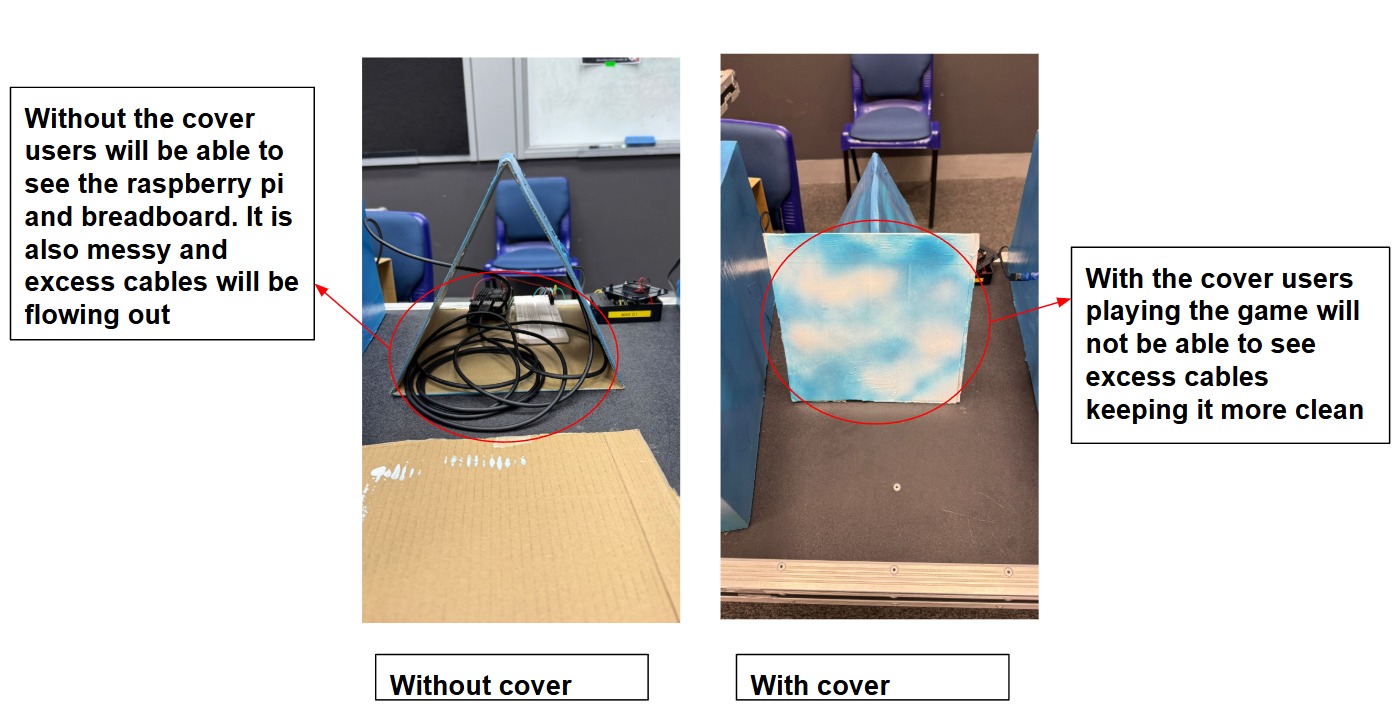 Without the cover
users will be able to
see the raspberry pi
and breadboard. It is
also messy and
excess cables will be
flowing out
With the cover users
playing the game will
not be able to see
excess cables
keeping it more clean
Without cover
With cover